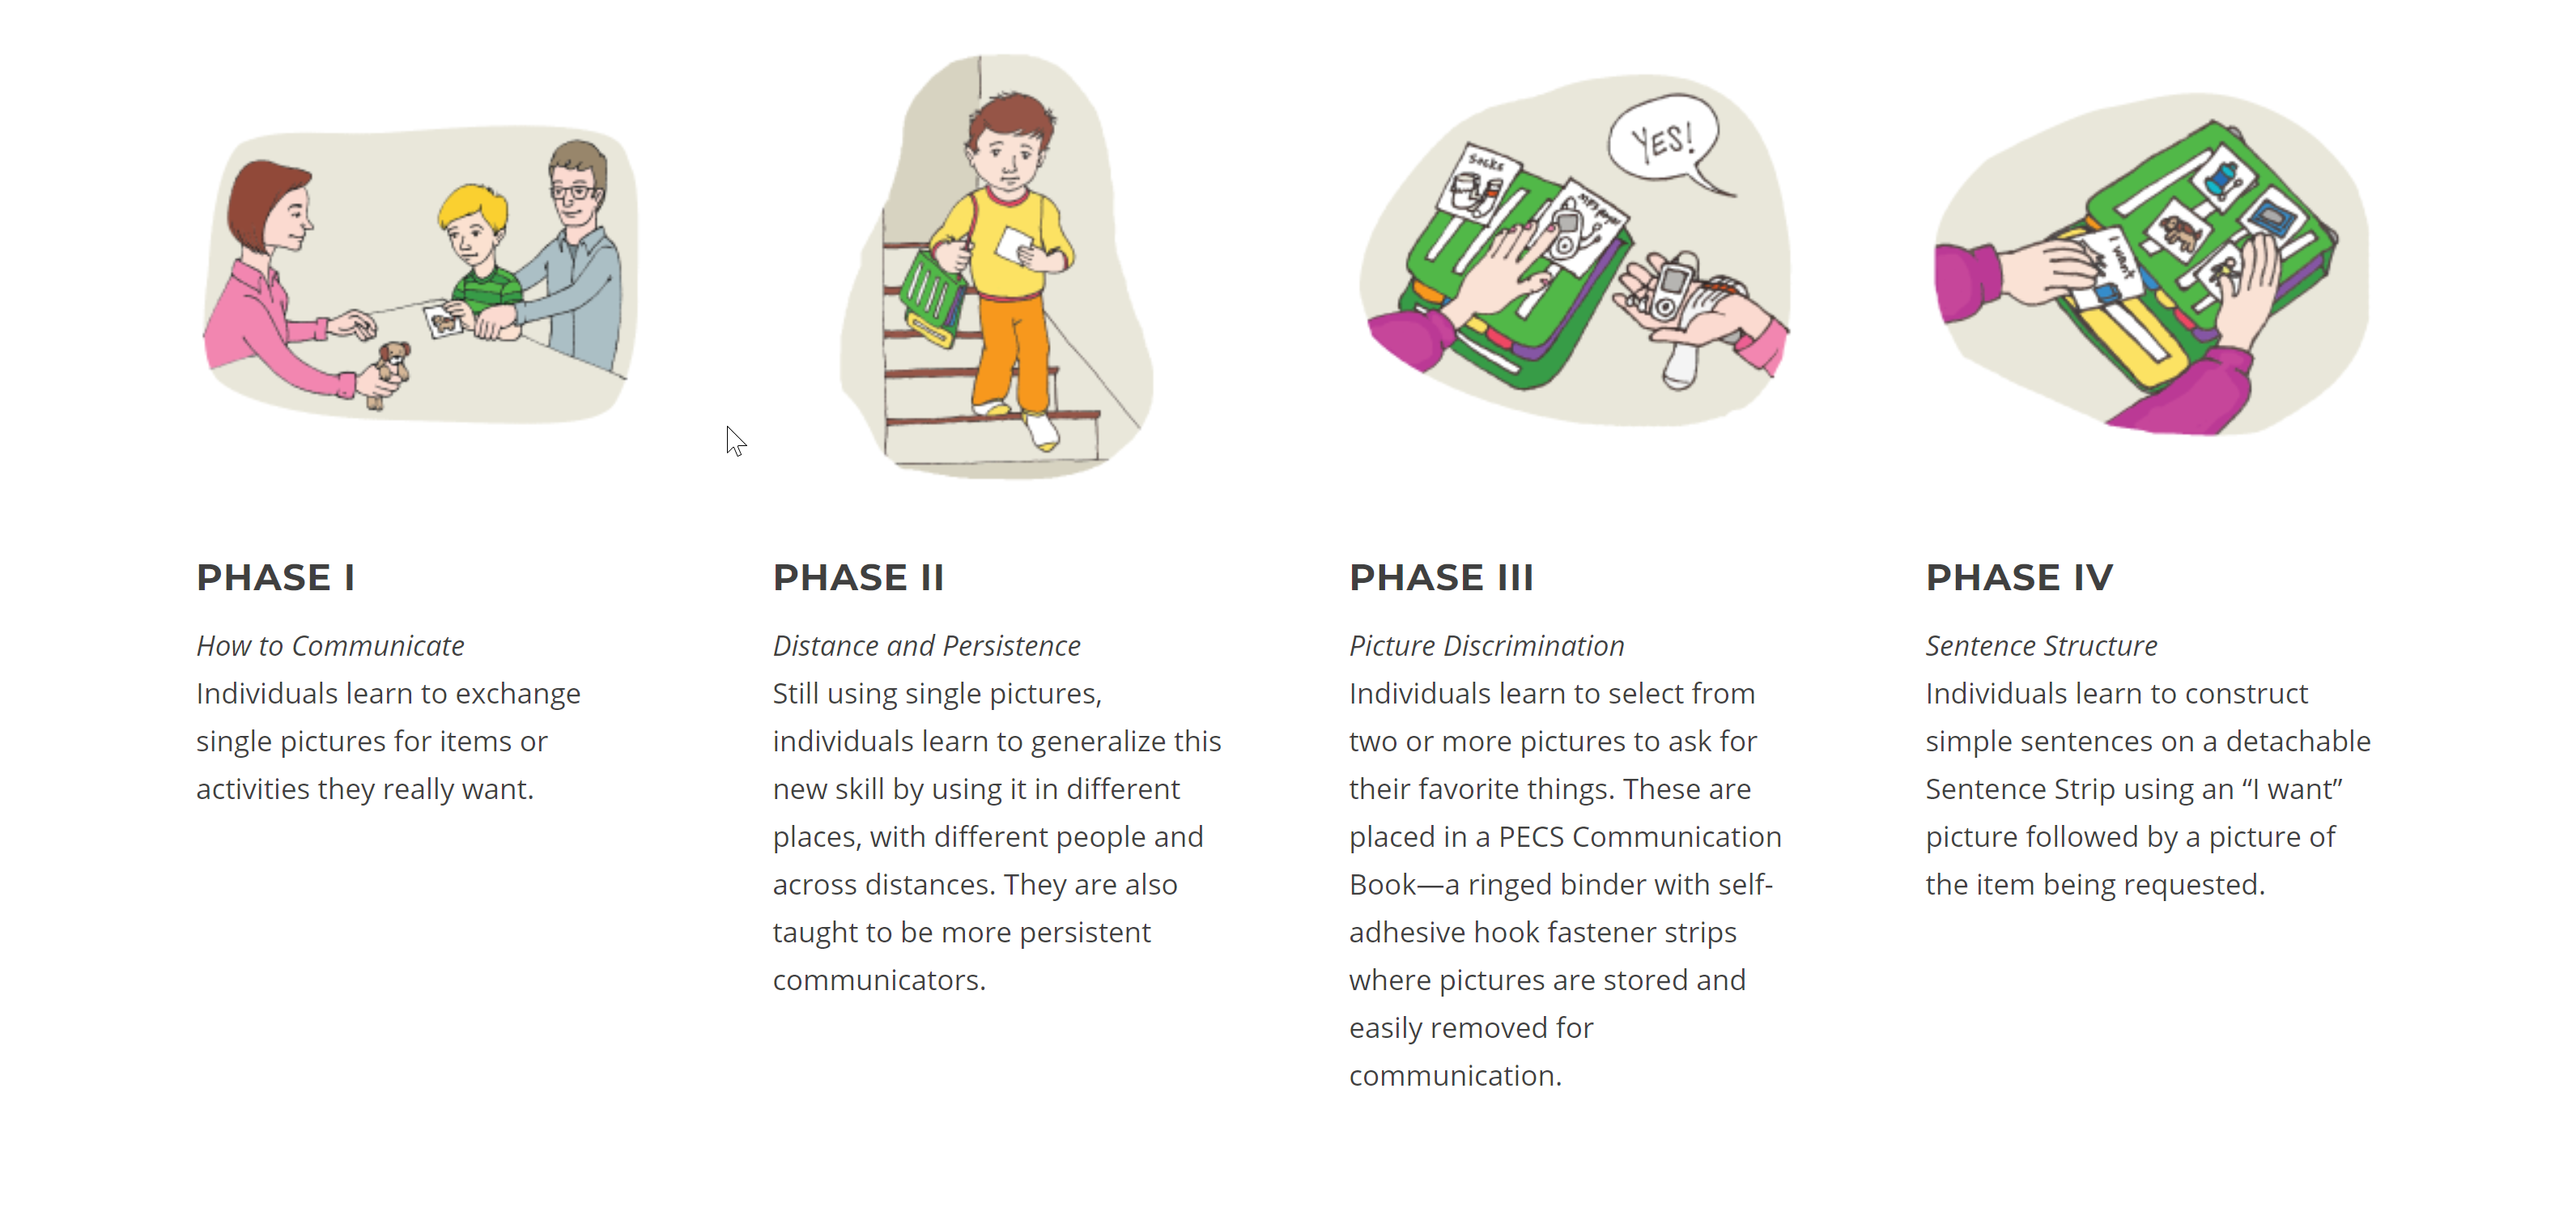 socks
MP3 player
YES!
I want
PHASE I
How to Communicate
Individuals learn to exchange
single pictures for items or
activities they really want.
PHASE II
Distance and Persistence
Still using single pictures,
individuals learn to generalize this
new skill by using it in different
places, with different people and
across distances. They are also
taught to be more persistent
communicators.
PHASE III
Picture Discrimination
Individuals learn to select from
two or more pictures to ask for
their favorite things. These are
placed in a PECS Communication
Book—a ringed binder with self-
adhesive hook fastener strips
where pictures are stored and
easily removed for
communication.
PHASE IV
Sentence Structure
Individuals learn to construct
simple sentences on a detachable
Sentence Strip using an “I want”
picture followed by a picture of
the item being requested.